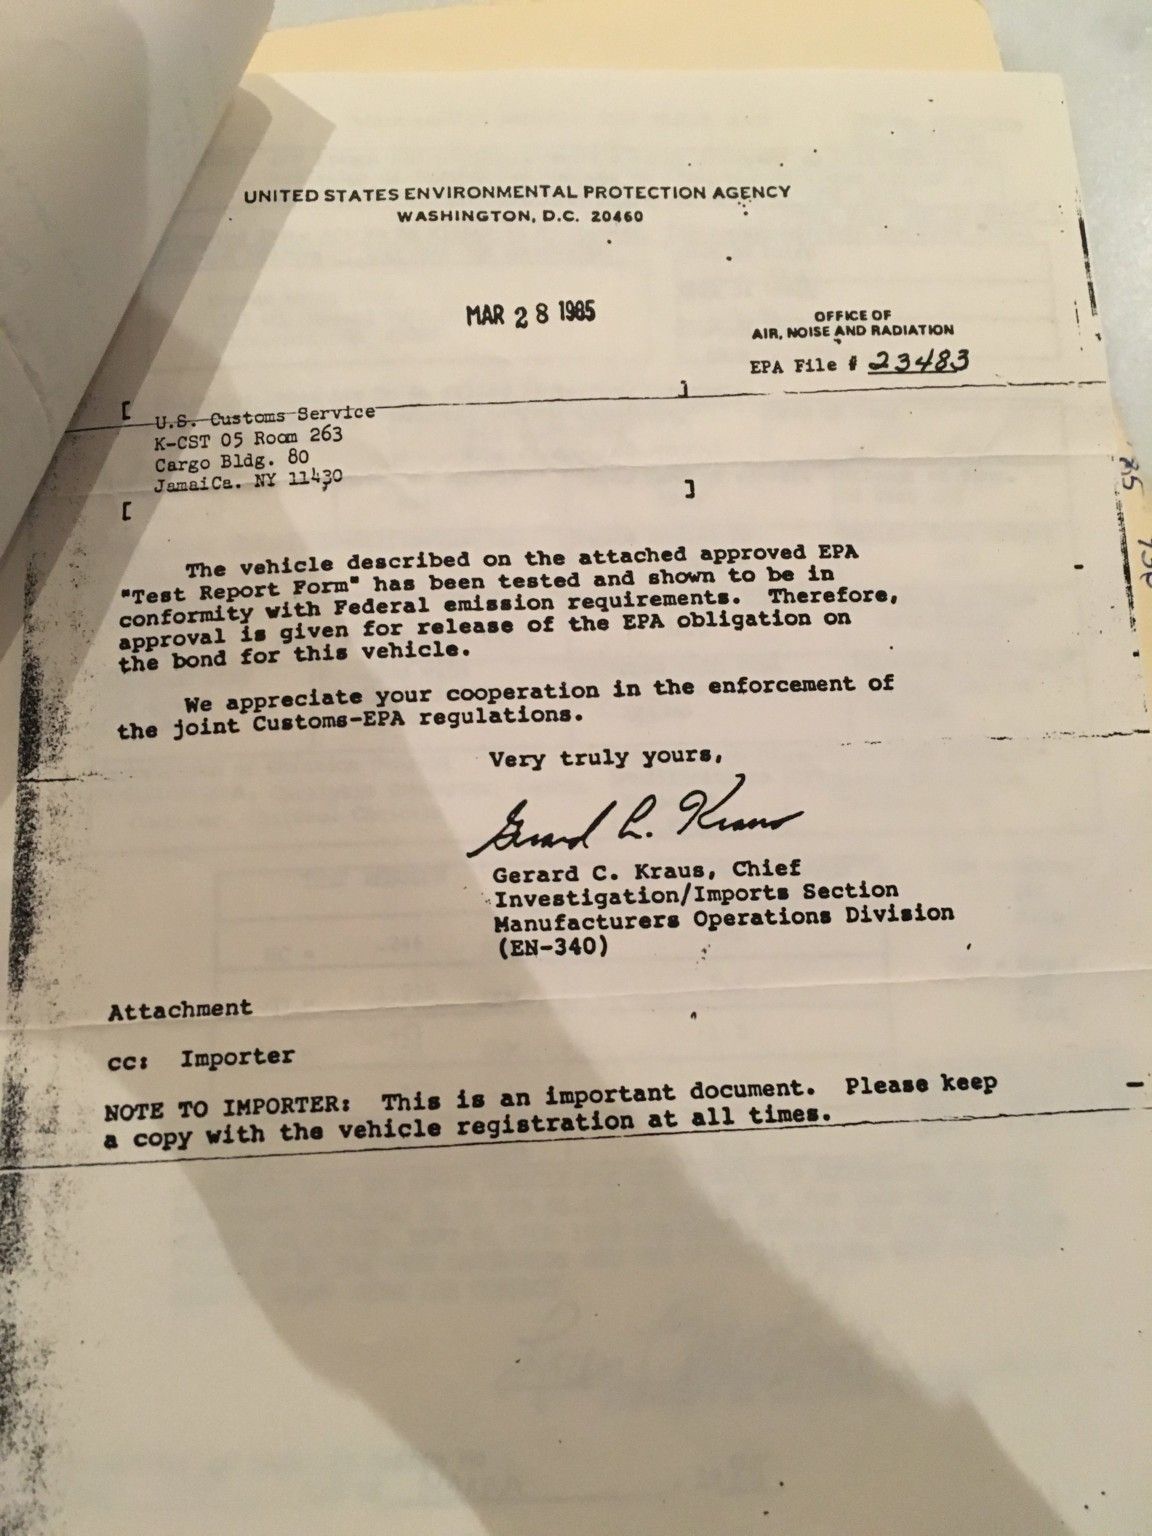 UNITED STATES ENVIRONMENTAL PROTECTION AGENCY
WASHINGTON, D.C. 20460
MAR 28 1985
OFFICE OF
AIR, NOISE AND RADIATION
EPA File # 23483
[ ]
U.S. Customs Service
K-CST 05 Room 263
Cargo Bldg. 80
JamaiCa. NY 11430
[ ]
The vehicle described on the attached approved EPA
"Test Report Form" has been tested and shown to be in
conformity with Federal emission requirements. Therefore,
approval is given for release of the EPA obligation on
the bond for this vehicle.
We appreciate your cooperation in the enforcement of
the joint Customs-EPA regulations.
Very truly yours,
Gerard C. Kraus
Gerard C. Kraus, Chief
Investigation/Imports Section
Manufacturers Operations Division
(EN-340)
Attachment
cc: Importer
NOTE TO IMPORTER: This is an important document. Please keep
a copy with the vehicle registration at all times.